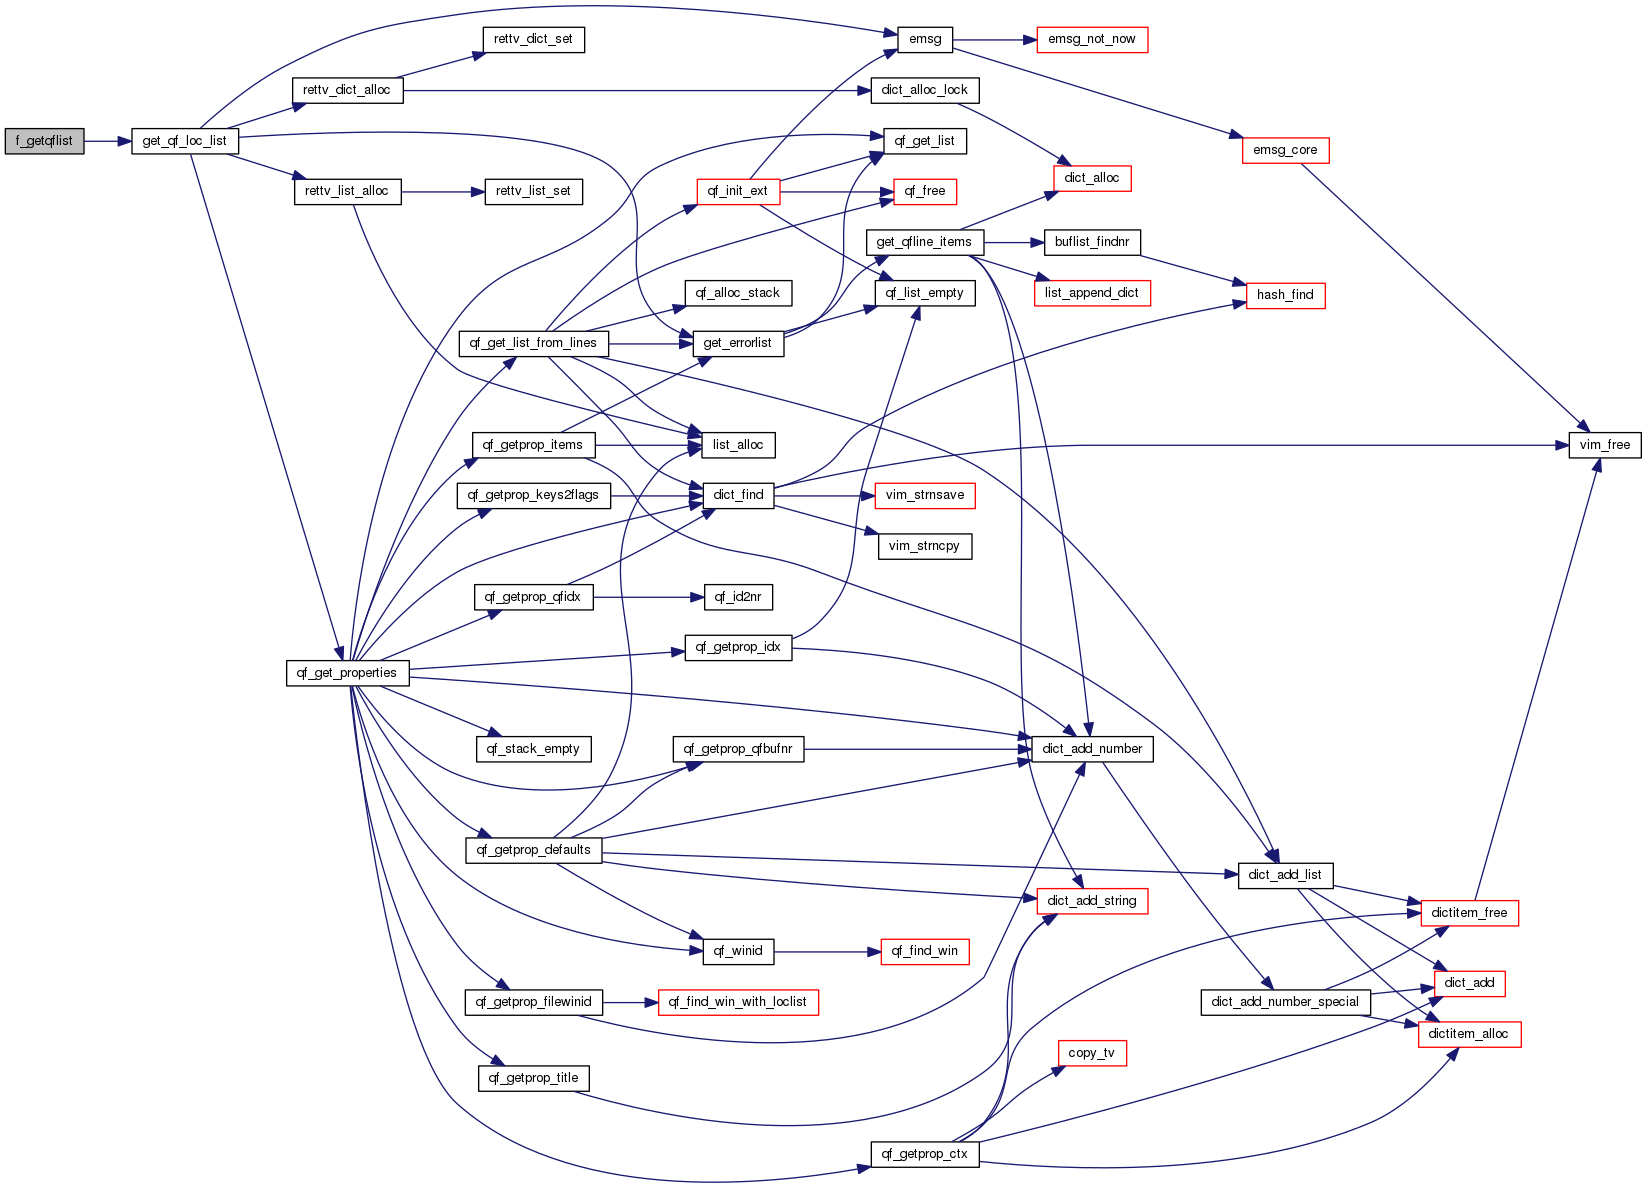 f_getqflist
get_qf_loc_list
rettv_dict_alloc
rettv_dict_set
rettv_list_alloc
rettv_list_set
emsg
emsg_not_now
dict_alloc_lock
qf_get_list
emsg_core
dict_alloc
qf_init_ext
qf_free
get_qfline_items
buflist_findnr
qf_alloc_stack
qf_list_empty
list_append_dict
hash_find
qf_get_list_from_lines
get_errorlist
qf_getprop_items
list_alloc
vim_free
qf_getprop_keys2flags
dict_find
vim_strnsave
vim_strncpy
qf_getprop_qfidx
qf_id2nr
qf_getprop_idx
qf_get_properties
qf_stack_empty
qf_getprop_qfbufnr
dict_add_number
qf_getprop_defaults
dict_add_list
dict_add_string
dictitem_free
qf_winid
qf_find_win
dict_add
qf_getprop_filewinid
qf_find_win_with_loclist
dict_add_number_special
dictitem_alloc
copy_tv
qf_getprop_title
qf_getprop_ctx